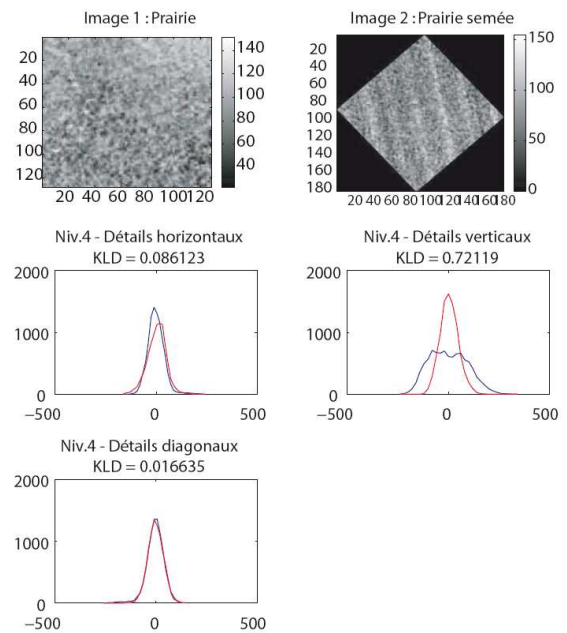 Image 1 : Prairie
Image 2 : Prairie semée
20
40
60
80
100
120
20 40 60 80 100 120
140
120
100
80
60
40
20
40
60
80
100
120
140
160
180
20 40 60 80 100 120 140 160 180
150
100
50
0
Niv.4 - Détails horizontaux
KLD = 0.086123
2000
1000
0
−500 0 500
Niv.4 - Détails verticaux
KLD = 0.72119
2000
1000
0
−500 0 500
Niv.4 - Détails diagonaux
KLD = 0.016635
2000
1000
0
−500 0 500